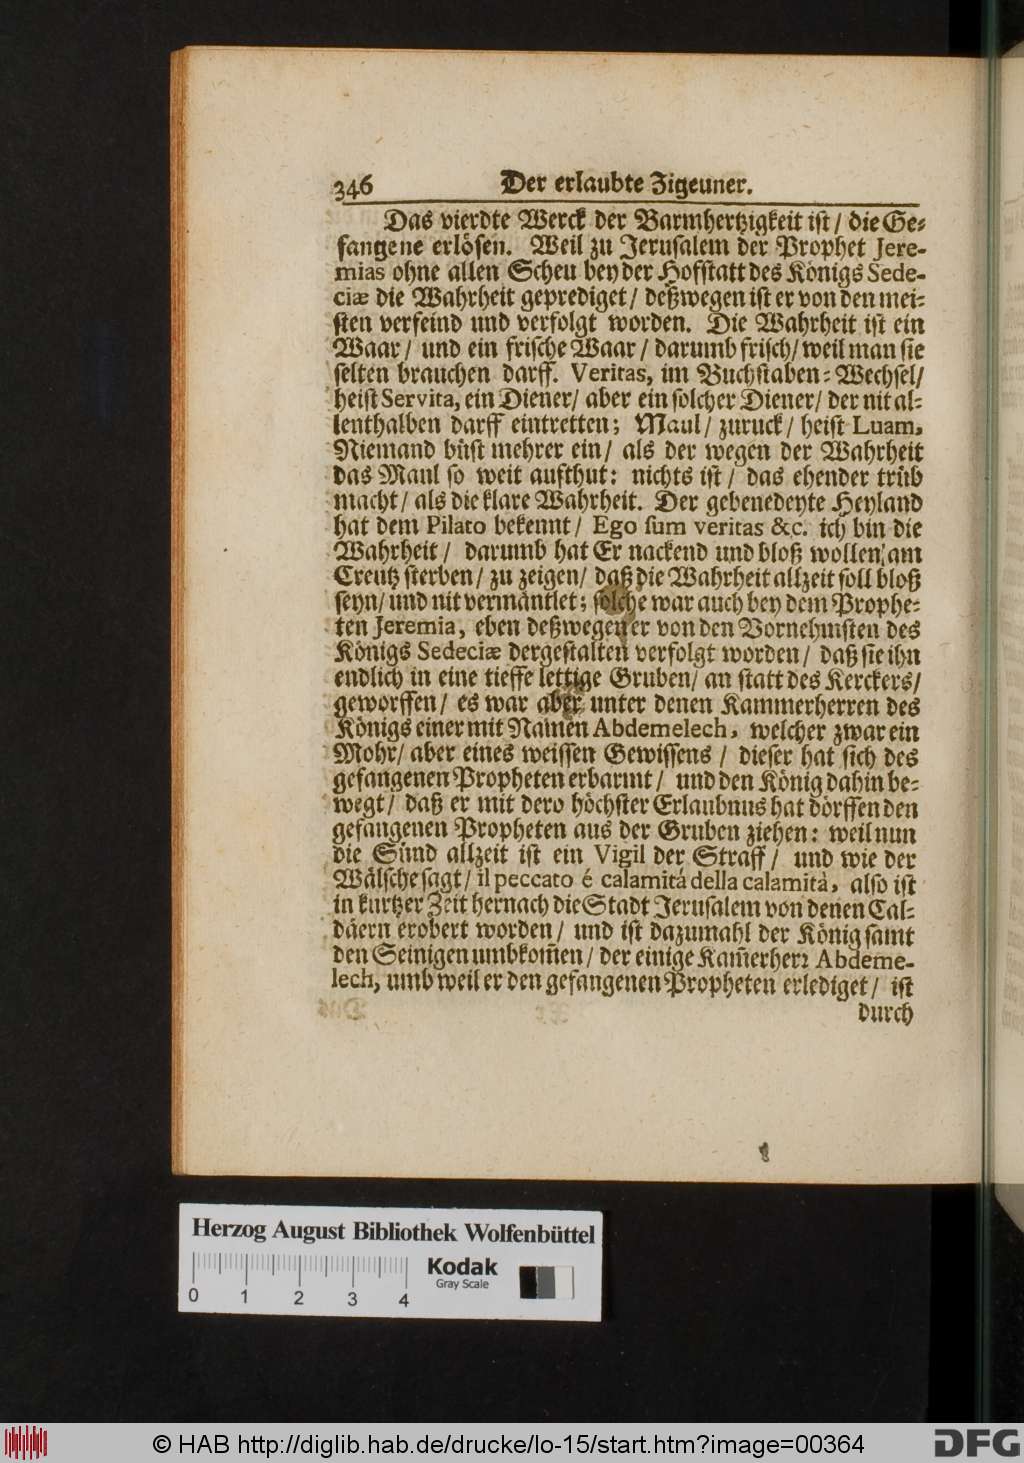 346 Der erlaubte Zigeuner.
Das vierdte Werck der Barmhertzigkeit ist / die Ge-
fangene erlösen. Weil zu Jerusalem der Prophet Jere-
mias ohne allen Scheu bey der Hofstatt des Königs Sede-
ciæ die Wahrheit geprediget / deßwegen ist er von den mei-
sten verfeind und verfolgt worden. Die Wahrheit ist ein
Waar / und ein frische Waar / darumb frisch / weil man sie
selten brauchen darff. Veritas, im Buchstaben-Wechsel /
heist Servita, ein Diener / aber ein solcher Diener / der nit al-
lenthalben darff eintretten; Maul / zuruck / heist Luam,
Niemand büst mehrer ein / als der wegen der Wahrheit
das Maul so weit aufthut: nichts ist / das ehender trüb
macht / als die klare Wahrheit. Der gebenedeyte Heyland
hat dem Pilato bekennt / Ego sum veritas &c. ich bin die
Wahrheit / darumb hat Er nackend und bloß wollen am
Creutz sterben / zu zeigen / daß die Wahrheit allzeit soll bloß
seyn / und nit vermäntlet; solche war auch bey dem Prophe-
ten Jeremia, eben deßwegen er von den Vornehmsten des
Königs Sedeciæ dergestalten verfolgt worden / daß sie ihn
endlich in eine tieffe lettige Gruben / an statt des Kerckers /
geworffen / es war aber unter denen Kammerherren des
Königs einer mit Namen Abdemelech, welcher zwar ein
Mohr / aber eines weissen Gewissens / dieser hat sich des
gefangenen Propheten erbarmt / und den König dahin be-
wegt / daß er mit dero höchster Erlaubnus hat dörffen den
gefangenen Propheten aus der Gruben ziehen: weil nun
die Sünd allzeit ist ein Vigil der Straff / und wie der
Wälsche sagt / il peccato é calamitá della calamitá, also ist
in kurtzer Zeit hernach die Stadt Jerusalem von denen Cal-
däern erobert worden / und ist dazumahl der König samt
den Seinigen umbkom̃en / der einige Kam̃erherr Abdeme-
lech, umb weil er den gefangenen Propheten erlediget / ist
durch
Herzog August Bibliothek Wolfenbüttel
Kodak
Gray Scale
0 1 2 3 4
© HAB http://diglib.hab.de/drucke/lo-15/start.htm?image=00364
DFG